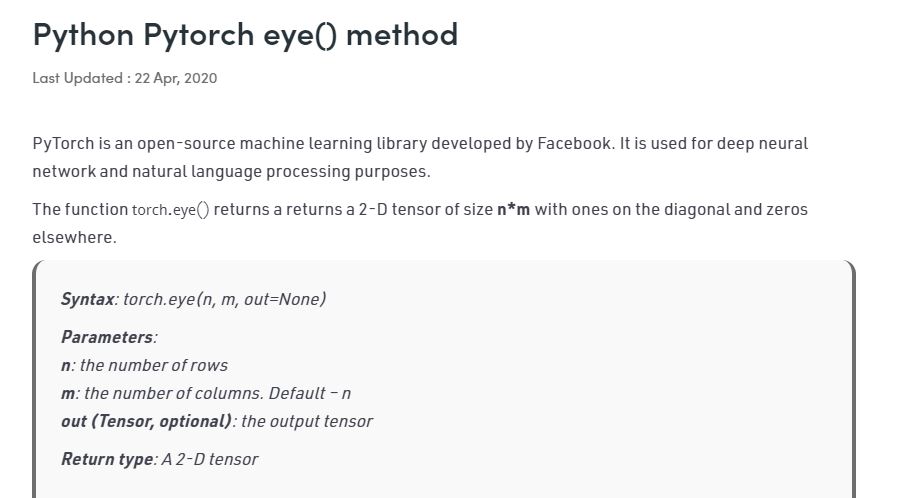 Python Pytorch eye() method
Last Updated : 22 Apr, 2020
PyTorch is an open-source machine learning library developed by Facebook. It is used for deep neural
network and natural language processing purposes.
The function torch.eye() returns a returns a 2-D tensor of size n*m with ones on the diagonal and zeros
elsewhere.
Syntax: torch.eye(n, m, out=None)
Parameters:
n: the number of rows
m: the number of columns. Default – n
out (Tensor, optional): the output tensor
Return type: A 2-D tensor